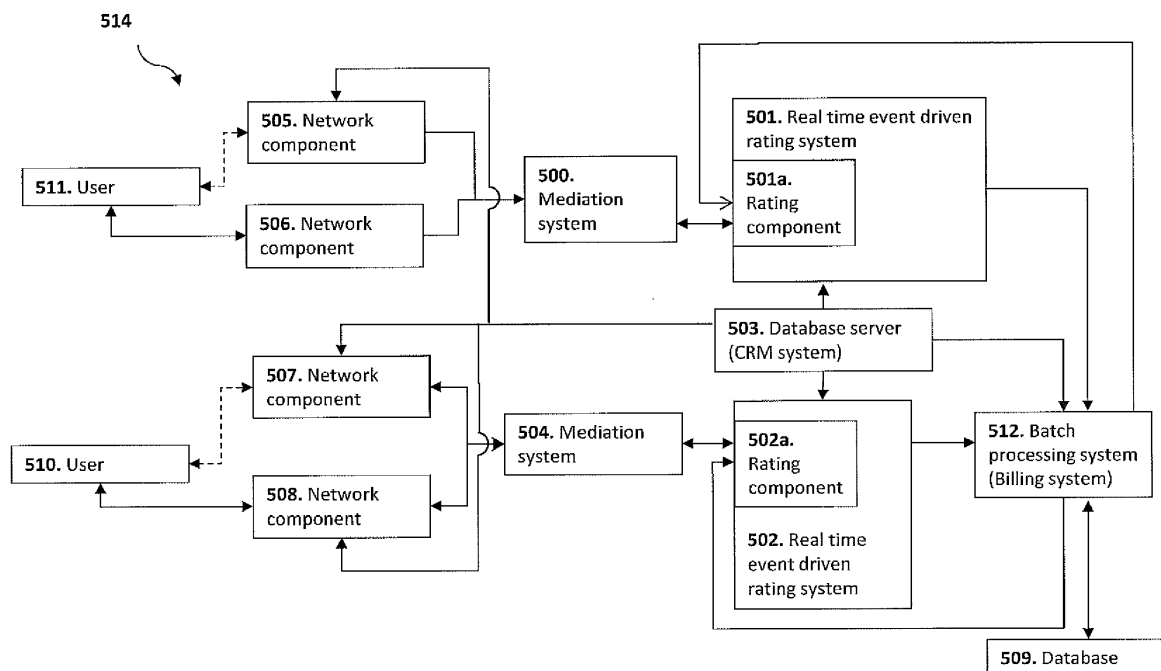 514
505. Network
component
511. User
506. Network
component
500.
Mediation
system
501. Real time event driven
rating system
501a.
Rating
component
503. Database server
(CRM system)
507. Network
component
510. User
508. Network
component
504. Mediation
system
502a.
Rating
component
502. Real time
event driven
rating system
512. Batch
processing system
(Billing system)
509. Database